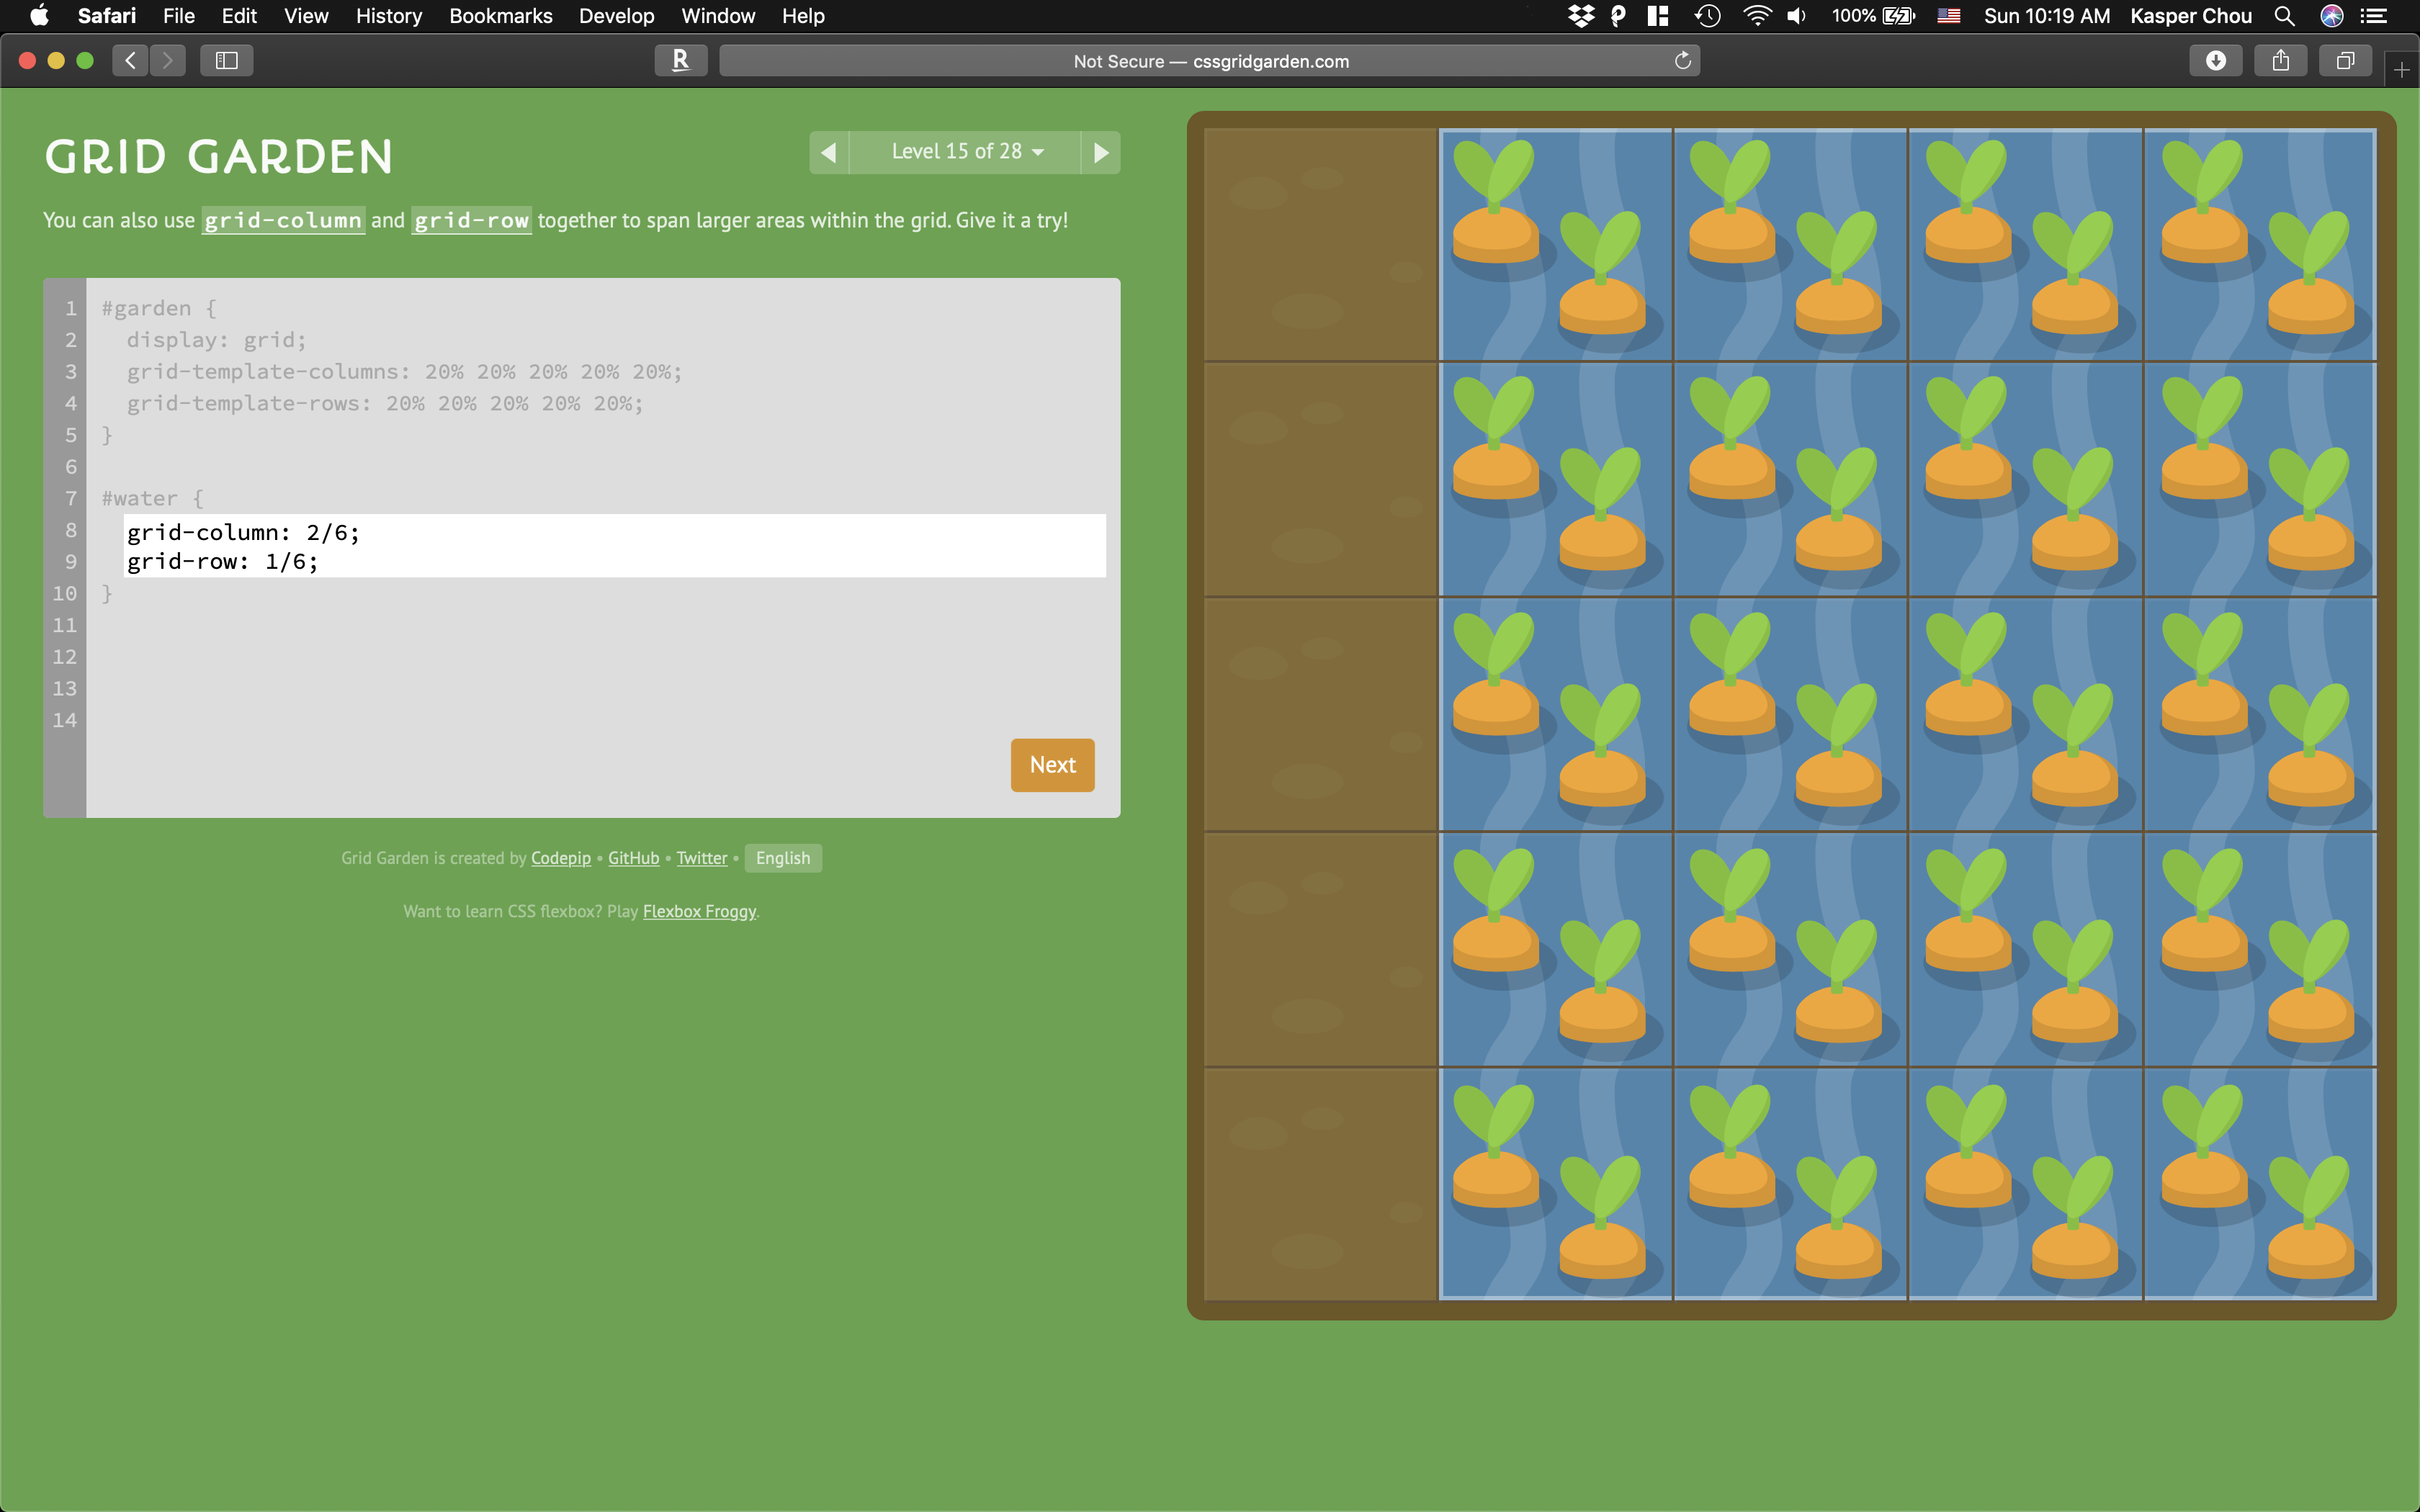 Safari File Edit View History Bookmarks Develop Window Help 100% Sun 10:19 AM Kasper Chou
R Not Secure — cssgridgarden.com
GRID GARDEN
Level 15 of 28
You can also use grid-column and grid-row together to span larger areas within the grid. Give it a try!
1 #garden {
2 display: grid;
3 grid-template-columns: 20% 20% 20% 20% 20%;
4 grid-template-rows: 20% 20% 20% 20% 20%;
5 }
6
7 #water {
8 grid-column: 2/6;
9 grid-row: 1/6;
10 }
11
12
13
14
Next
Grid Garden is created by Codepip • GitHub • Twitter • English
Want to learn CSS flexbox? Play Flexbox Froggy.